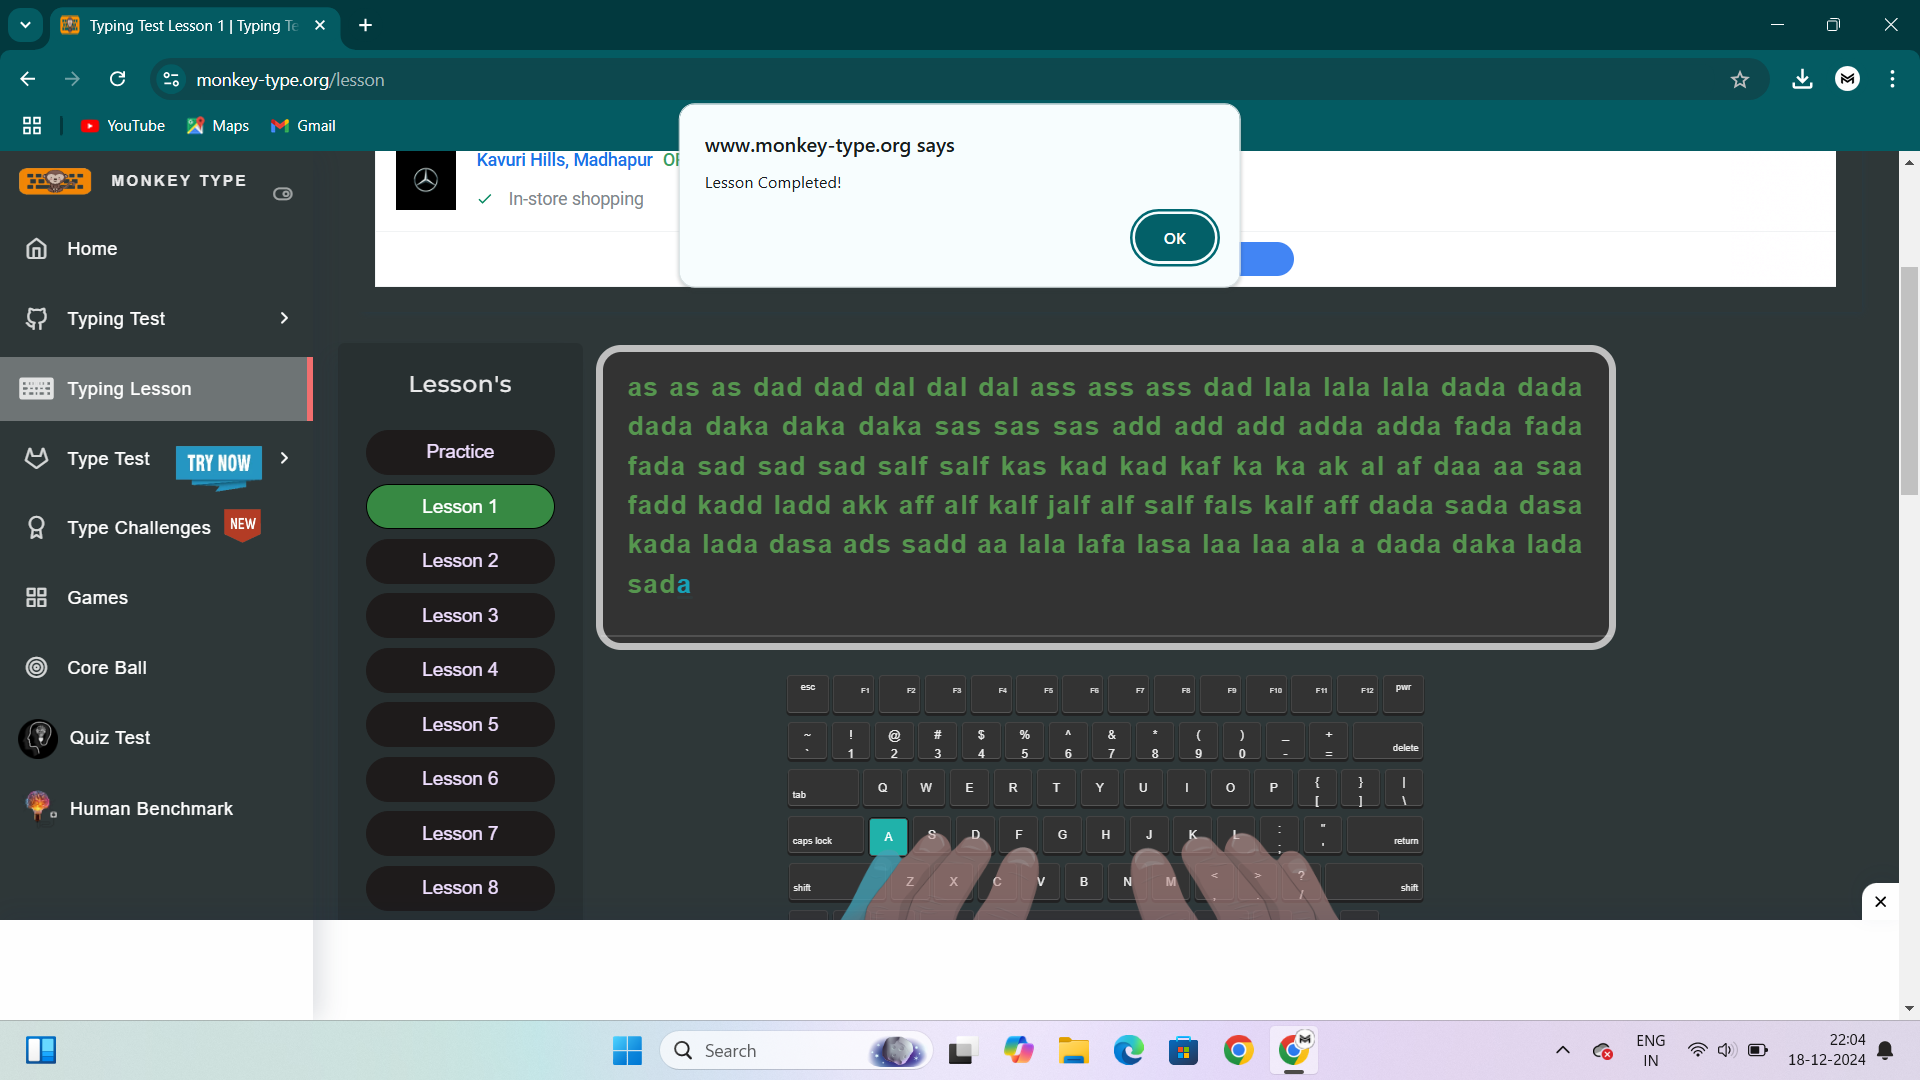 Typing Test Lesson 1 | Typing Te
monkey-type.org/lesson
YouTube
Maps
Gmail
www.monkey-type.org says
Lesson Completed!
OK
Kavuri Hills, Madhapur
In-store shopping
MONKEY TYPE
Home
Typing Test
Typing Lesson
Type Test
TRY NOW
Type Challenges
NEW
Games
Core Ball
Quiz Test
Human Benchmark
Lesson's
Practice
Lesson 1
Lesson 2
Lesson 3
Lesson 4
Lesson 5
Lesson 6
Lesson 7
Lesson 8
as as as dad dad dal dal dal ass ass ass dad lala lala lala dada dada
dada daka daka daka sas sas sas add add add adda adda fada fada
fada sad sad sad salf salf kas kad kad kaf ka ka ak al af daa aa saa
fadd kadd ladd akk aff alf kalf jalf alf salf fals kalf aff dada sada dasa
kada lada dasa ads sadd aa lala lafa lasa laa laa ala a dada daka lada
sada
esc F1 F2 F3 F4 F5 F6 F7 F8 F9 F10 F11 F12 pwr
~ ! @ # $ % ^ & * ( ) _ +
` 1 2 3 4 5 6 7 8 9 0 - = delete
tab Q W E R T Y U I O P { } |
[ ] \
caps lock A S D F G H J K L : " return
; '
shift Z X C V B N M < > ? shift
, . /
Search
ENG
IN
22:04
18-12-2024